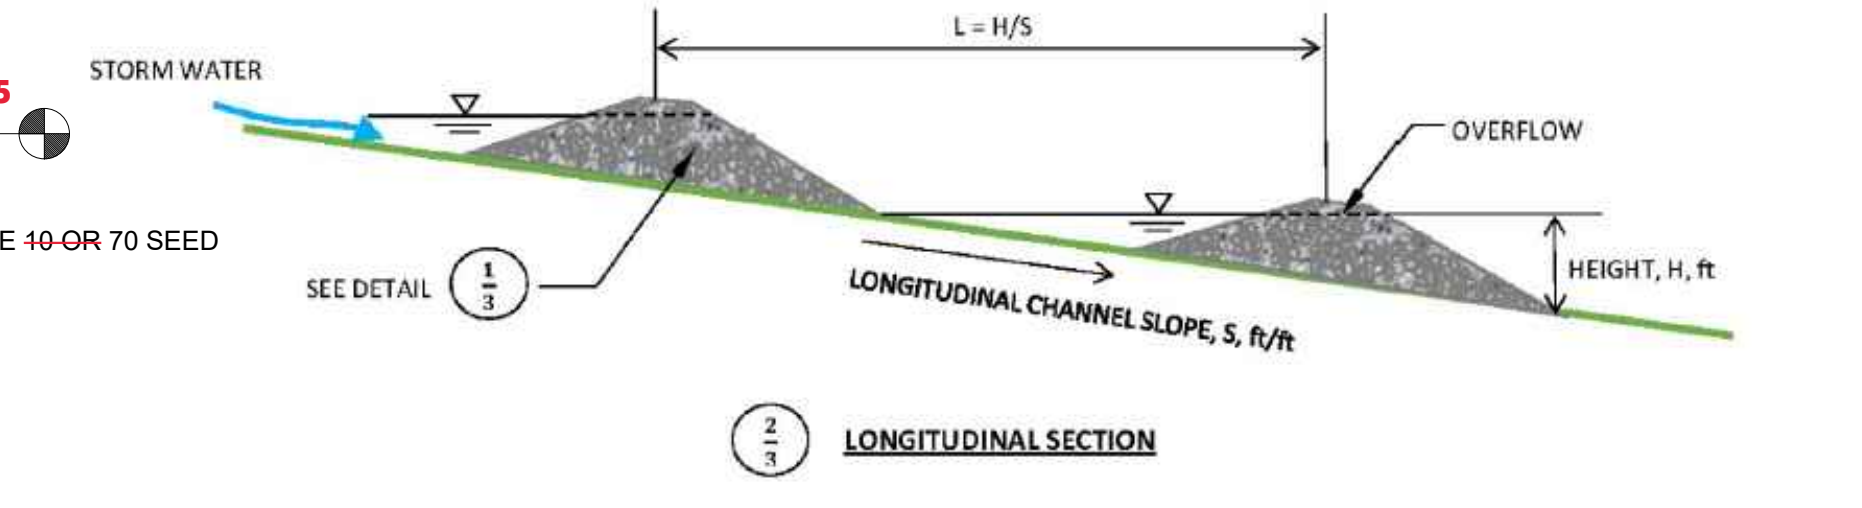 L = H/S
STORM WATER
5
OVERFLOW
E 10 OR 70 SEED
HEIGHT, H, ft
SEE DETAIL 1/3
LONGITUDINAL CHANNEL SLOPE, S, ft/ft
2/3 LONGITUDINAL SECTION